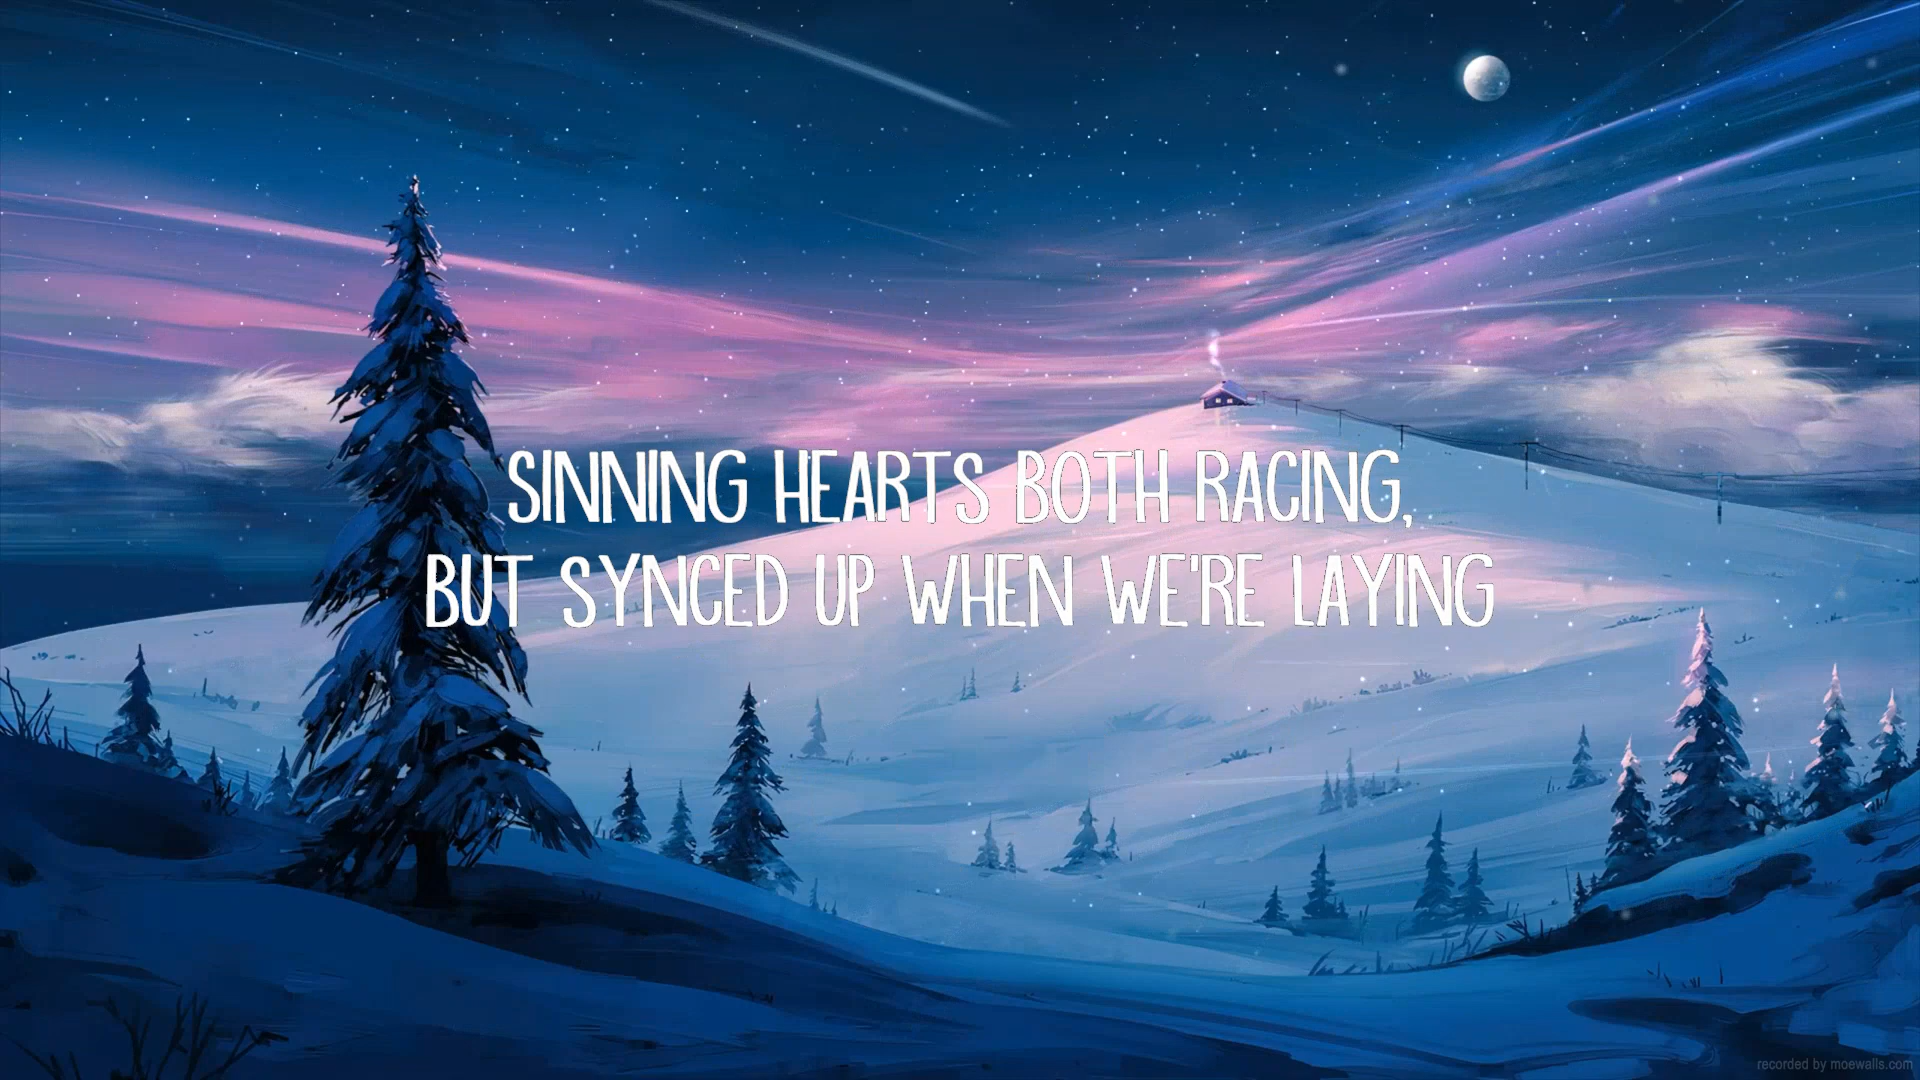 SINNING HEARTS BOTH RACING,
BUT SYNCED UP WHEN WE'RE LAYING
recorded by moewalls.com